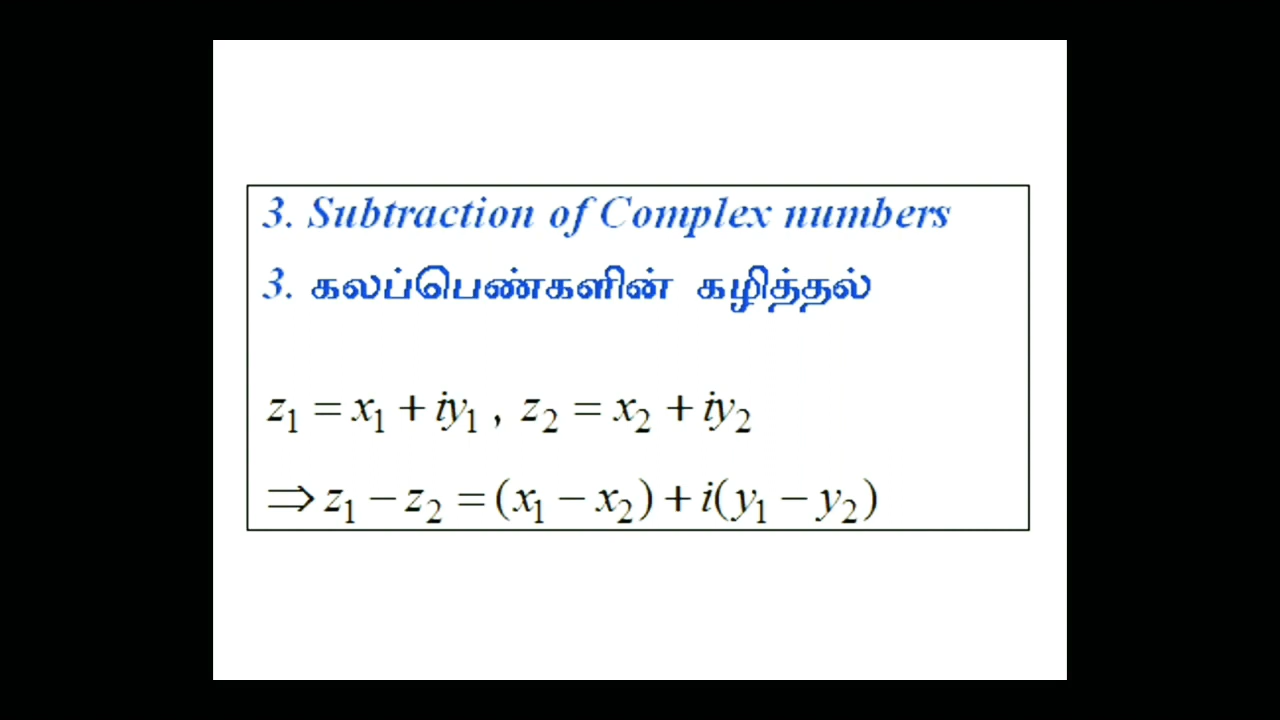 3. Subtraction of Complex numbers
3. கலப்பெண்களின் கழித்தல்
z₁ = x₁ + iy₁ , z₂ = x₂ + iy₂
⇒ z₁ − z₂ = (x₁ − x₂) + i(y₁ − y₂)